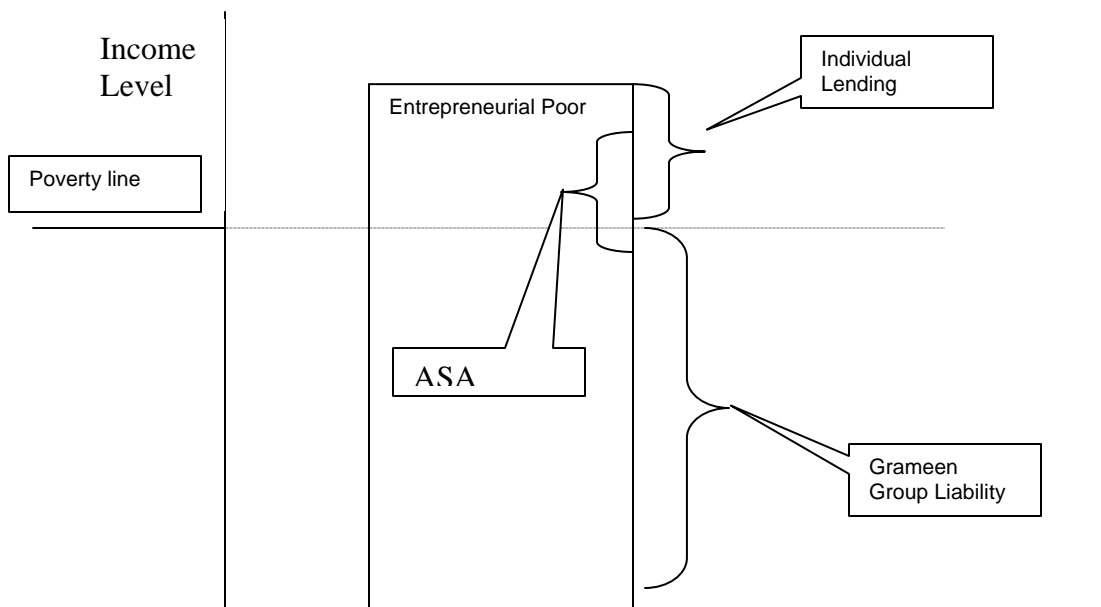 Income
Level
Individual
Lending
Entrepreneurial Poor
Poverty line
ASA
Grameen
Group Liability